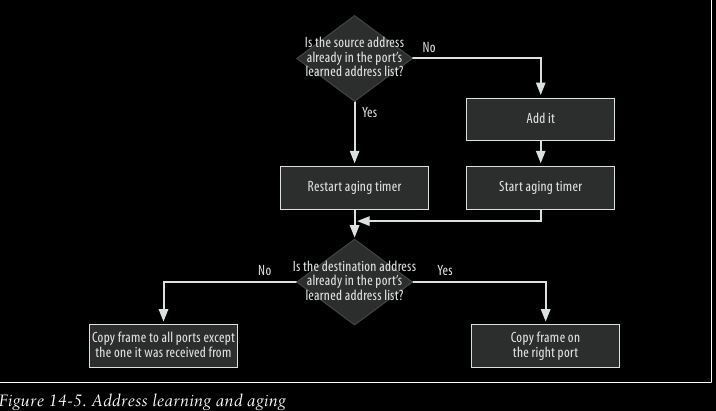 Is the source address
already in the port's
learned address list?
No
Yes
Add it
Restart aging timer
Start aging timer
Is the destination address
already in the port's
learned address list?
No
Yes
Copy frame to all ports except
the one it was received from
Copy frame on
the right port
Figure 14-5. Address learning and aging